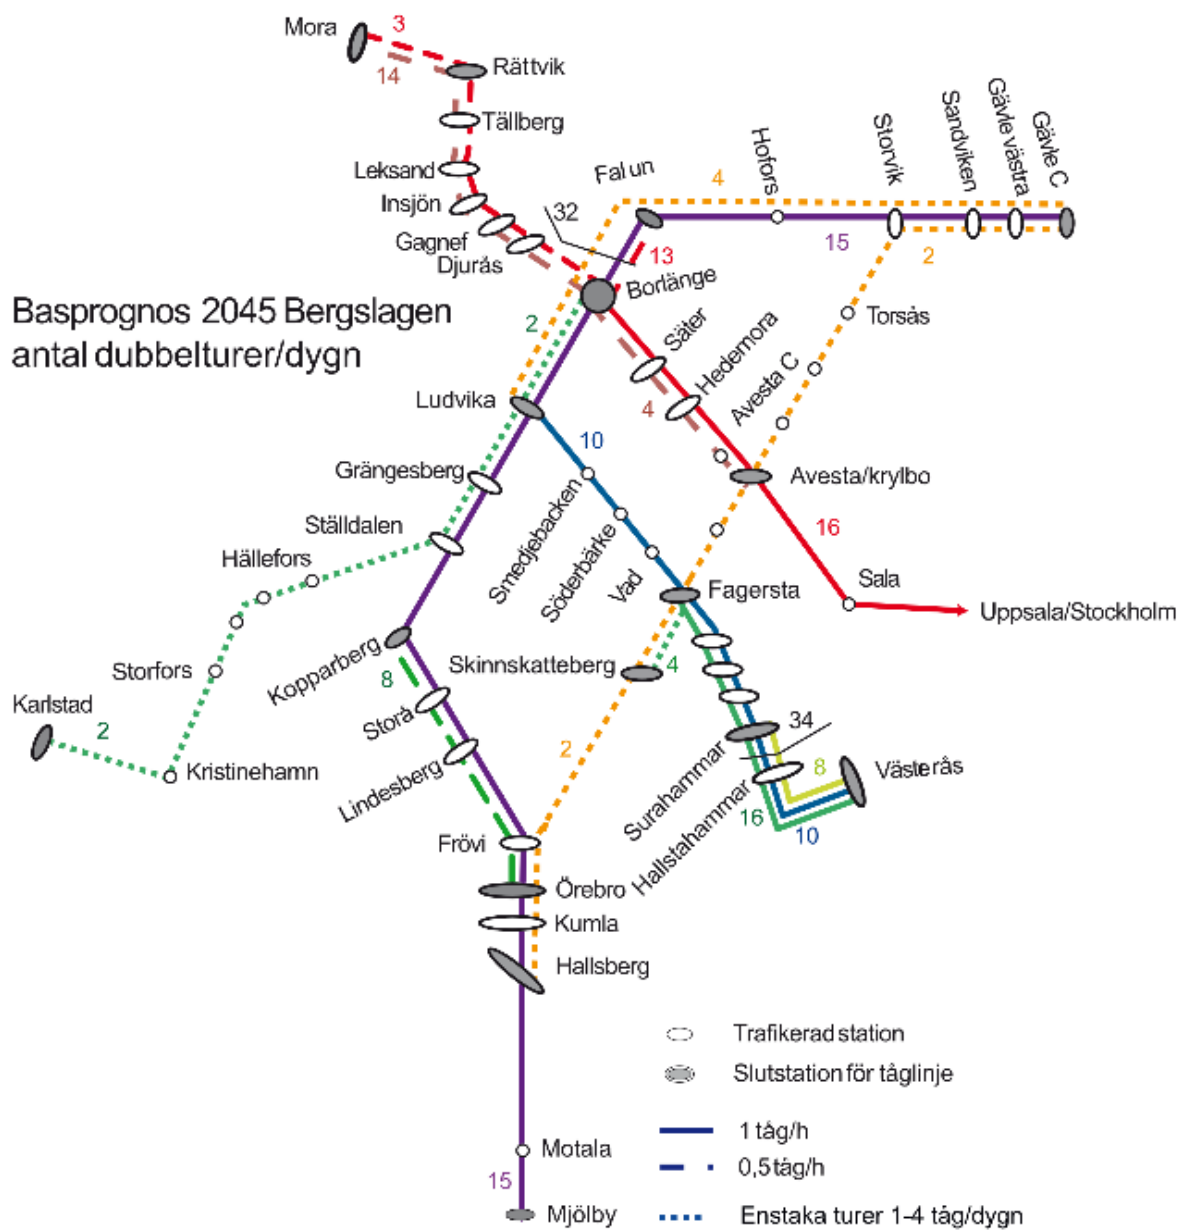 Mora
3
14
Rättvik
Tällberg
Leksand
Insjön
Gagnef
Djurås
Falun
32
13
Borlänge
4
Hofors
15
Storvik
Sandviken
Gävle västra
Gävle C
2
Torsås
Basprognos 2045 Bergslagen
antal dubbelturer/dygn
2
Säter
Hedemora
Avesta C
4
Ludvika
10
Grängesberg
Avesta/krylbo
Ställdalen
Smedjebacken
Söderbärke
Vad
16
Hällefors
Fagersta
Sala
Uppsala/Stockholm
Kopparberg
8
Skinnskatteberg
4
Storfors
Karlstad
2
Kristinehamn
Storå
Lindesberg
2
Surahammar
34
Hallstahammar
8
Västerås
16
10
Frövi
Örebro
Kumla
Hallsberg
Trafikerad station
Slutstation för tåglinje
1 tåg/h
0,5 tåg/h
Enstaka turer 1-4 tåg/dygn
Motala
15
Mjölby